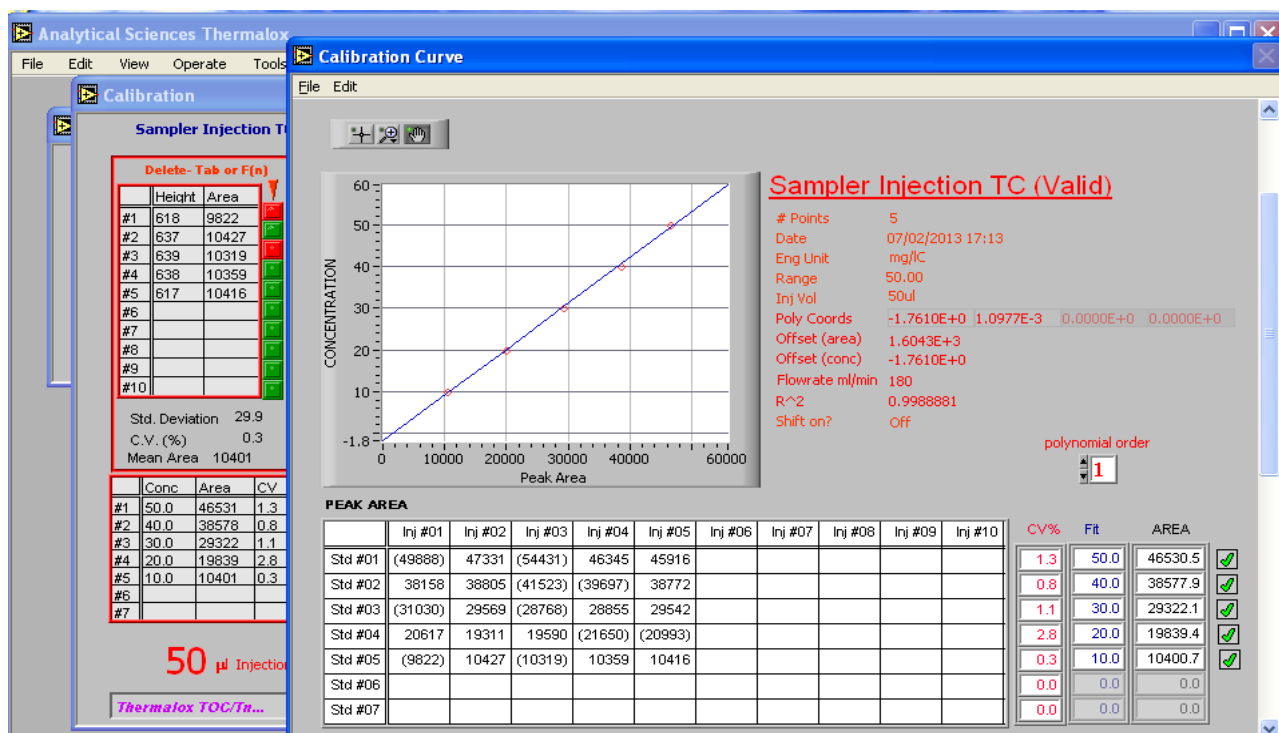 Analytical Sciences Thermalox
File Edit View Operate Tools
Calibration
Sampler Injection
Delete- Tab or F(n)
Height Area
#1 618 9822
#2 637 10427
#3 639 10319
#4 638 10359
#5 617 10416
#6
#7
#8
#9
#10
Std. Deviation 29.9
C.V. (%) 0.3
Mean Area 10401
Conc Area CV
#1 50.0 46531 1.3
#2 40.0 38578 0.8
#3 30.0 29322 1.1
#4 20.0 19839 2.8
#5 10.0 10401 0.3
#6
#7
50 µl Injection
Thermalox TOC/Tn...
Calibration Curve
File Edit
CONCENTRATION
60
50
40
30
20
10
-1.8
0 10000 20000 30000 40000 60000
Peak Area
Sampler Injection TC (Valid)
# Points 5
Date 07/02/2013 17:13
Eng Unit mg/lC
Range 50.00
Inj Vol 50ul
Poly Coords -1.7610E+0 1.0977E-3 0.0000E+0 0.0000E+0
Offset (area) 1.6043E+3
Offset (conc) -1.7610E+0
Flowrate ml/min 180
R^2 0.9988881
Shift on? Off
polynomial order
1
PEAK AREA
Inj #01 Inj #02 Inj #03 Inj #04 Inj #05 Inj #06 Inj #07 Inj #08 Inj #09 Inj #10 CV% Fit AREA
Std #01 (49888) 47331 (54431) 46345 45916 1.3 50.0 46530.5
Std #02 38158 38805 (41523) (39697) 38772 0.8 40.0 38577.9
Std #03 (31030) 29569 (28768) 28855 29542 1.1 30.0 29322.1
Std #04 20617 19311 19590 (21650) (20993) 2.8 20.0 19839.4
Std #05 (9822) 10427 (10319) 10359 10416 0.3 10.0 10400.7
Std #06 0.0 0.0 0.0
Std #07 0.0 0.0 0.0